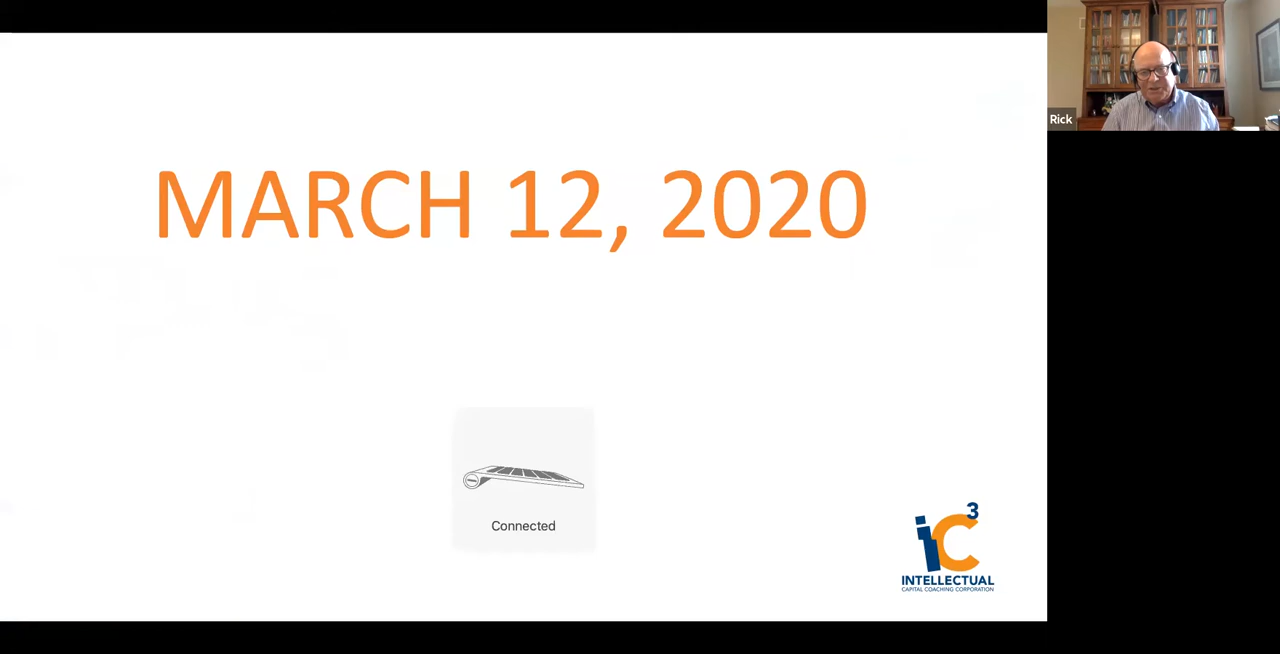 MARCH 12, 2020
Rick
Connected
iC3
INTELLECTUAL
CAPITAL COACHING CORPORATION